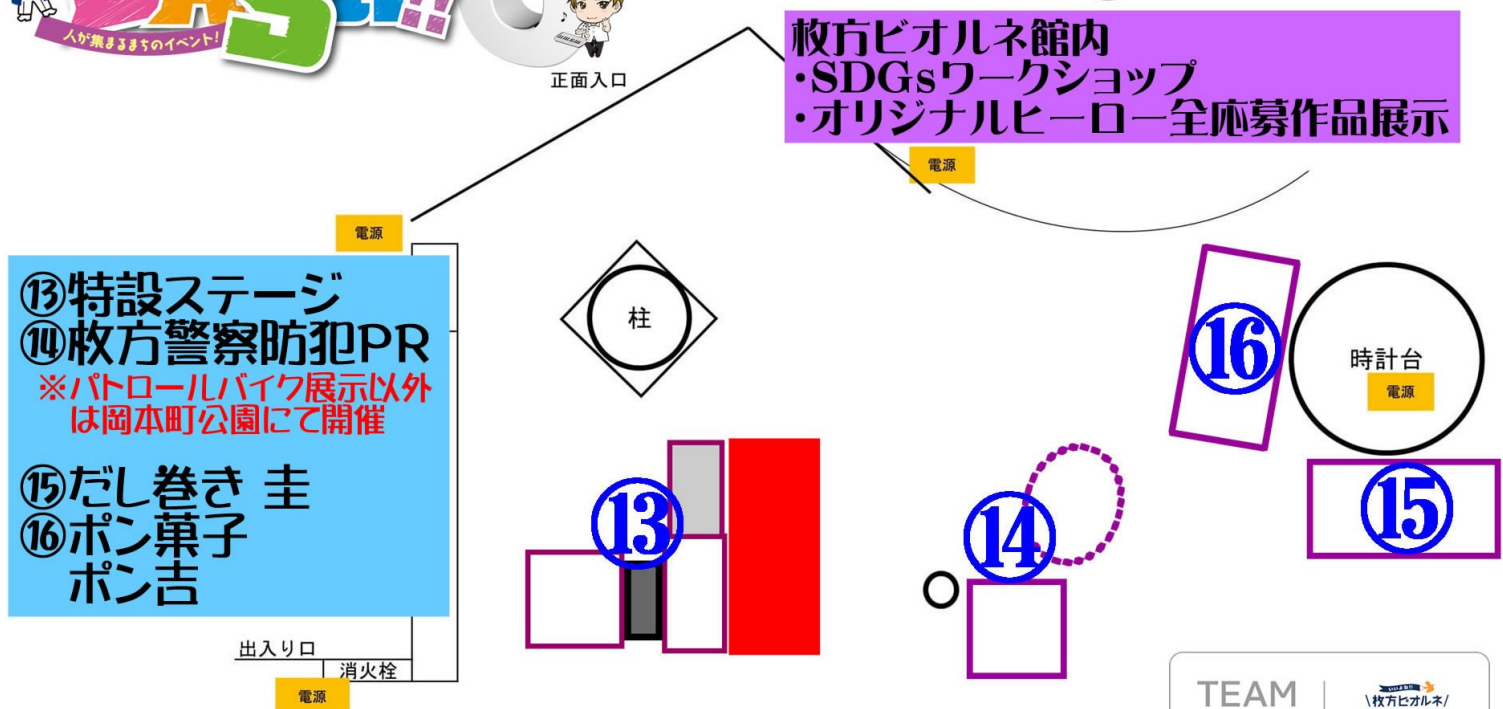 人が集まるまちのイベント!
正面入口
枚方ビオルネ館内
・SDGsワークショップ
・オリジナルヒーロー全応募作品展示
電源
電源
⑬特設ステージ
⑭枚方警察防犯PR
※パトロールバイク展示以外
は岡本町公園にて開催
⑮だし巻き 圭
⑯ポン菓子
ポン吉
柱
⑯
時計台
電源
⑬
⑭
⑮
出入り口
消火栓
電源
TEAM
枚方ビオルネ